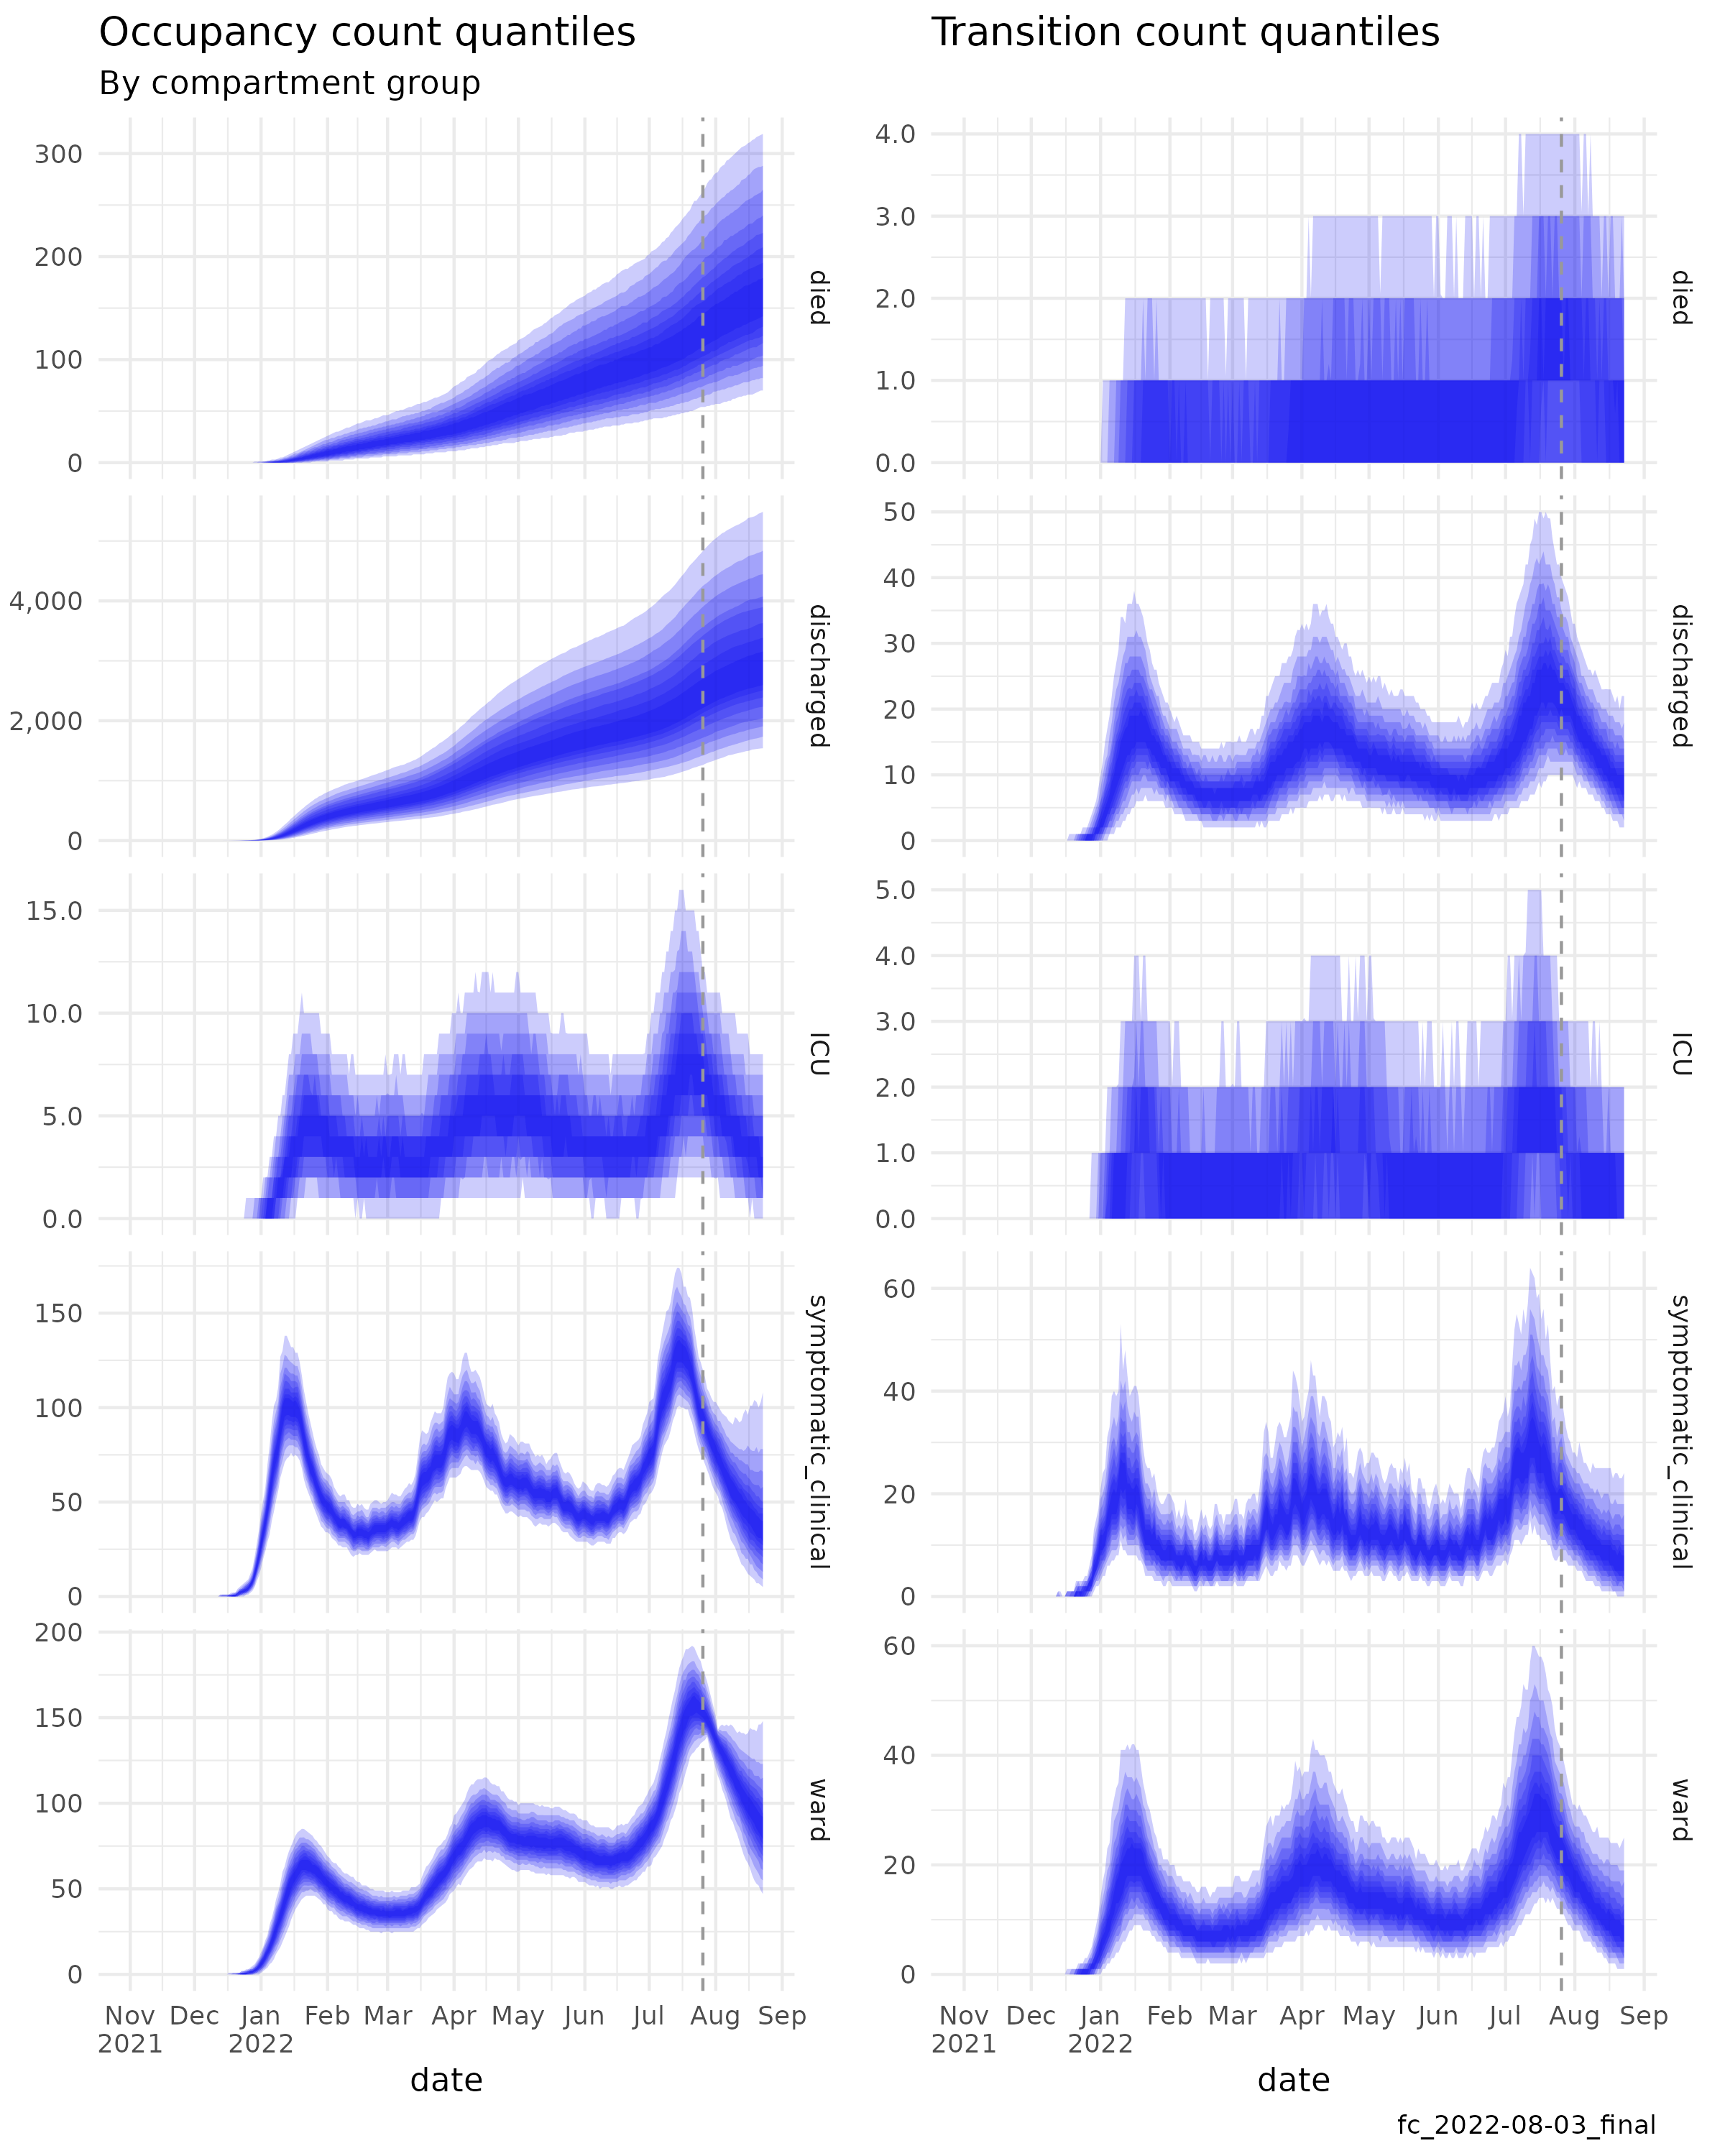 Occupancy count quantiles
By compartment group
300
200
100
0
died
4,000
2,000
0
discharged
15.0
10.0
5.0
0.0
ICU
150
100
50
0
symptomatic_clinical
200
150
100
50
0
ward
Nov Dec Jan Feb Mar Apr May Jun Jul Aug Sep
2021 2022
date
Transition count quantiles
4.0
3.0
2.0
1.0
0.0
died
50
40
30
20
10
0
discharged
5.0
4.0
3.0
2.0
1.0
0.0
ICU
60
40
20
0
symptomatic_clinical
60
40
20
0
ward
Nov Dec Jan Feb Mar Apr May Jun Jul Aug Sep
2021 2022
date
fc_2022-08-03_final